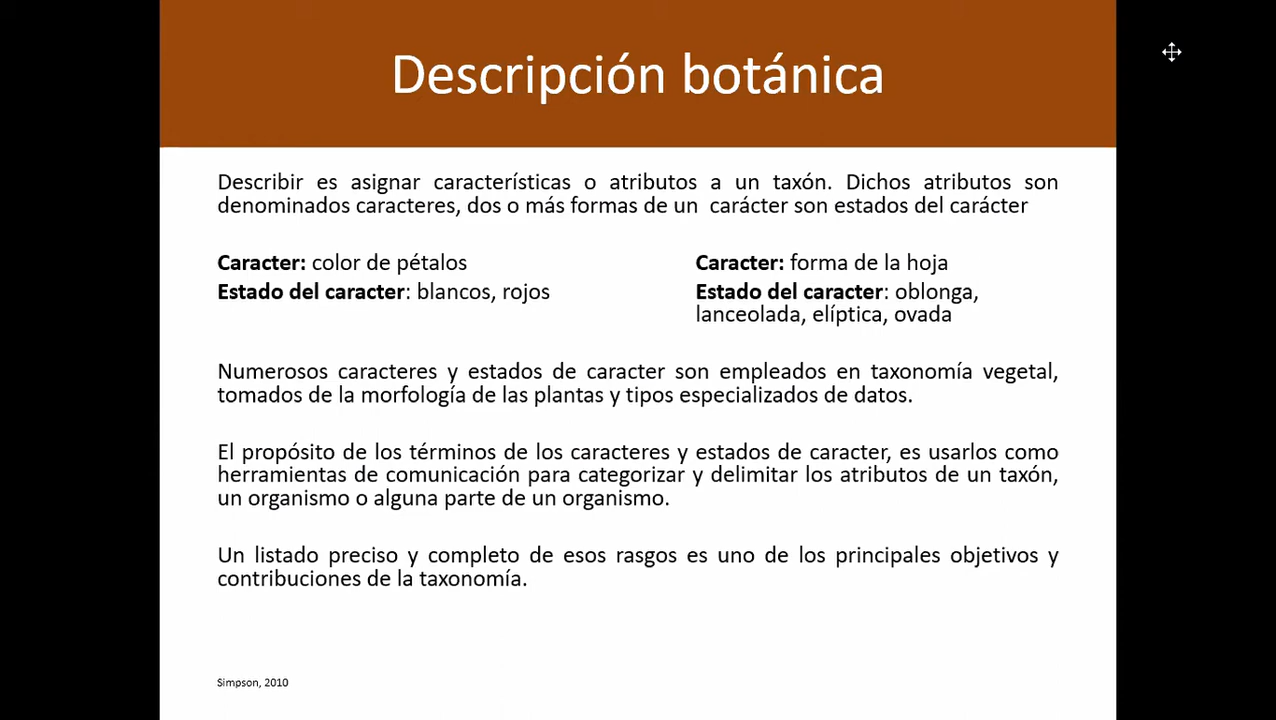 Descripción botánica
Describir es asignar características o atributos a un taxón. Dichos atributos son
denominados caracteres, dos o más formas de un carácter son estados del carácter
Caracter: color de pétalos
Estado del caracter: blancos, rojos
Caracter: forma de la hoja
Estado del caracter: oblonga,
lanceolada, elíptica, ovada
Numerosos caracteres y estados de caracter son empleados en taxonomía vegetal,
tomados de la morfología de las plantas y tipos especializados de datos.
El propósito de los términos de los caracteres y estados de caracter, es usarlos como
herramientas de comunicación para categorizar y delimitar los atributos de un taxón,
un organismo o alguna parte de un organismo.
Un listado preciso y completo de esos rasgos es uno de los principales objetivos y
contribuciones de la taxonomía.
Simpson, 2010